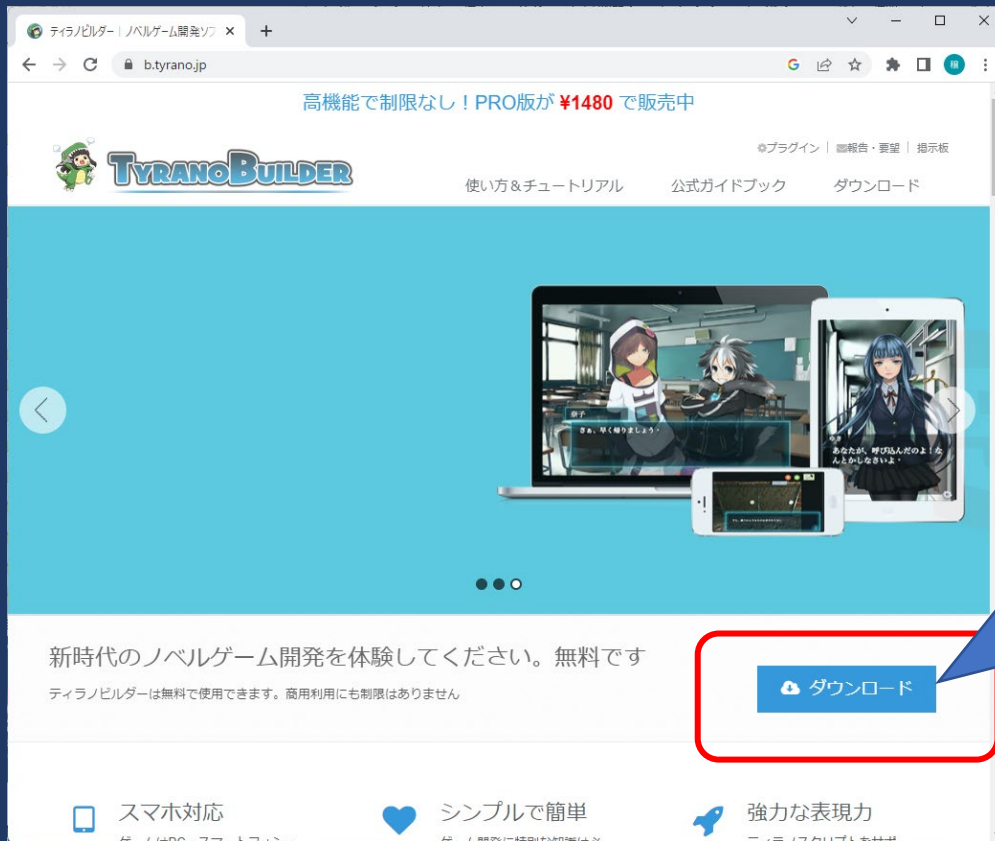 ティラノビルダー｜ノベルゲーム開発ソフ
b.tyrano.jp
高機能で制限なし！PRO版が ¥1480 で販売中
プラグイン｜報告・要望｜掲示板
TYRANOBUILDER
使い方＆チュートリアル 公式ガイドブック ダウンロード
奈子
さぁ、早く帰りましょう。
あなたが、呼び込んだのよ！な
んとかしなさいよ。
新時代のノベルゲーム開発を体験してください。無料です
ティラノビルダーは無料で使用できます。商用利用にも制限はありません
ダウンロード
スマホ対応
シンプルで簡単
強力な表現力